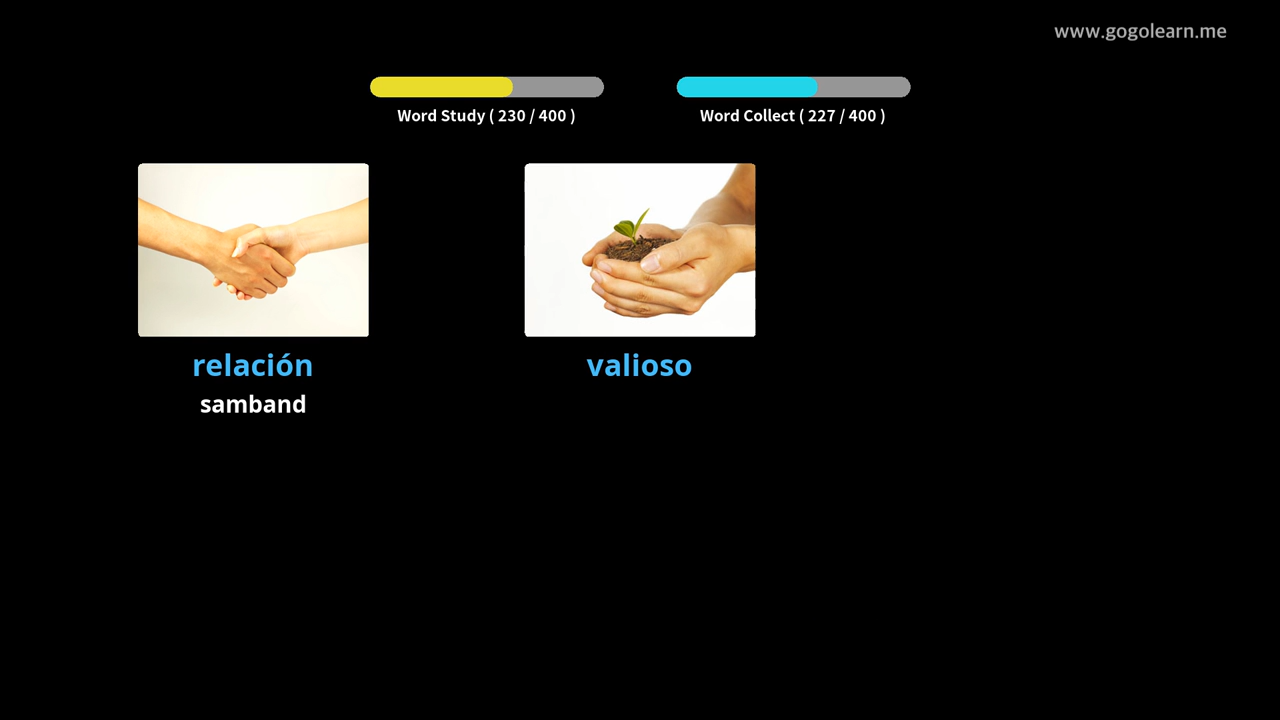 www.gogolearn.me
Word Study ( 230 / 400 )
Word Collect ( 227 / 400 )
relación
valioso
samband